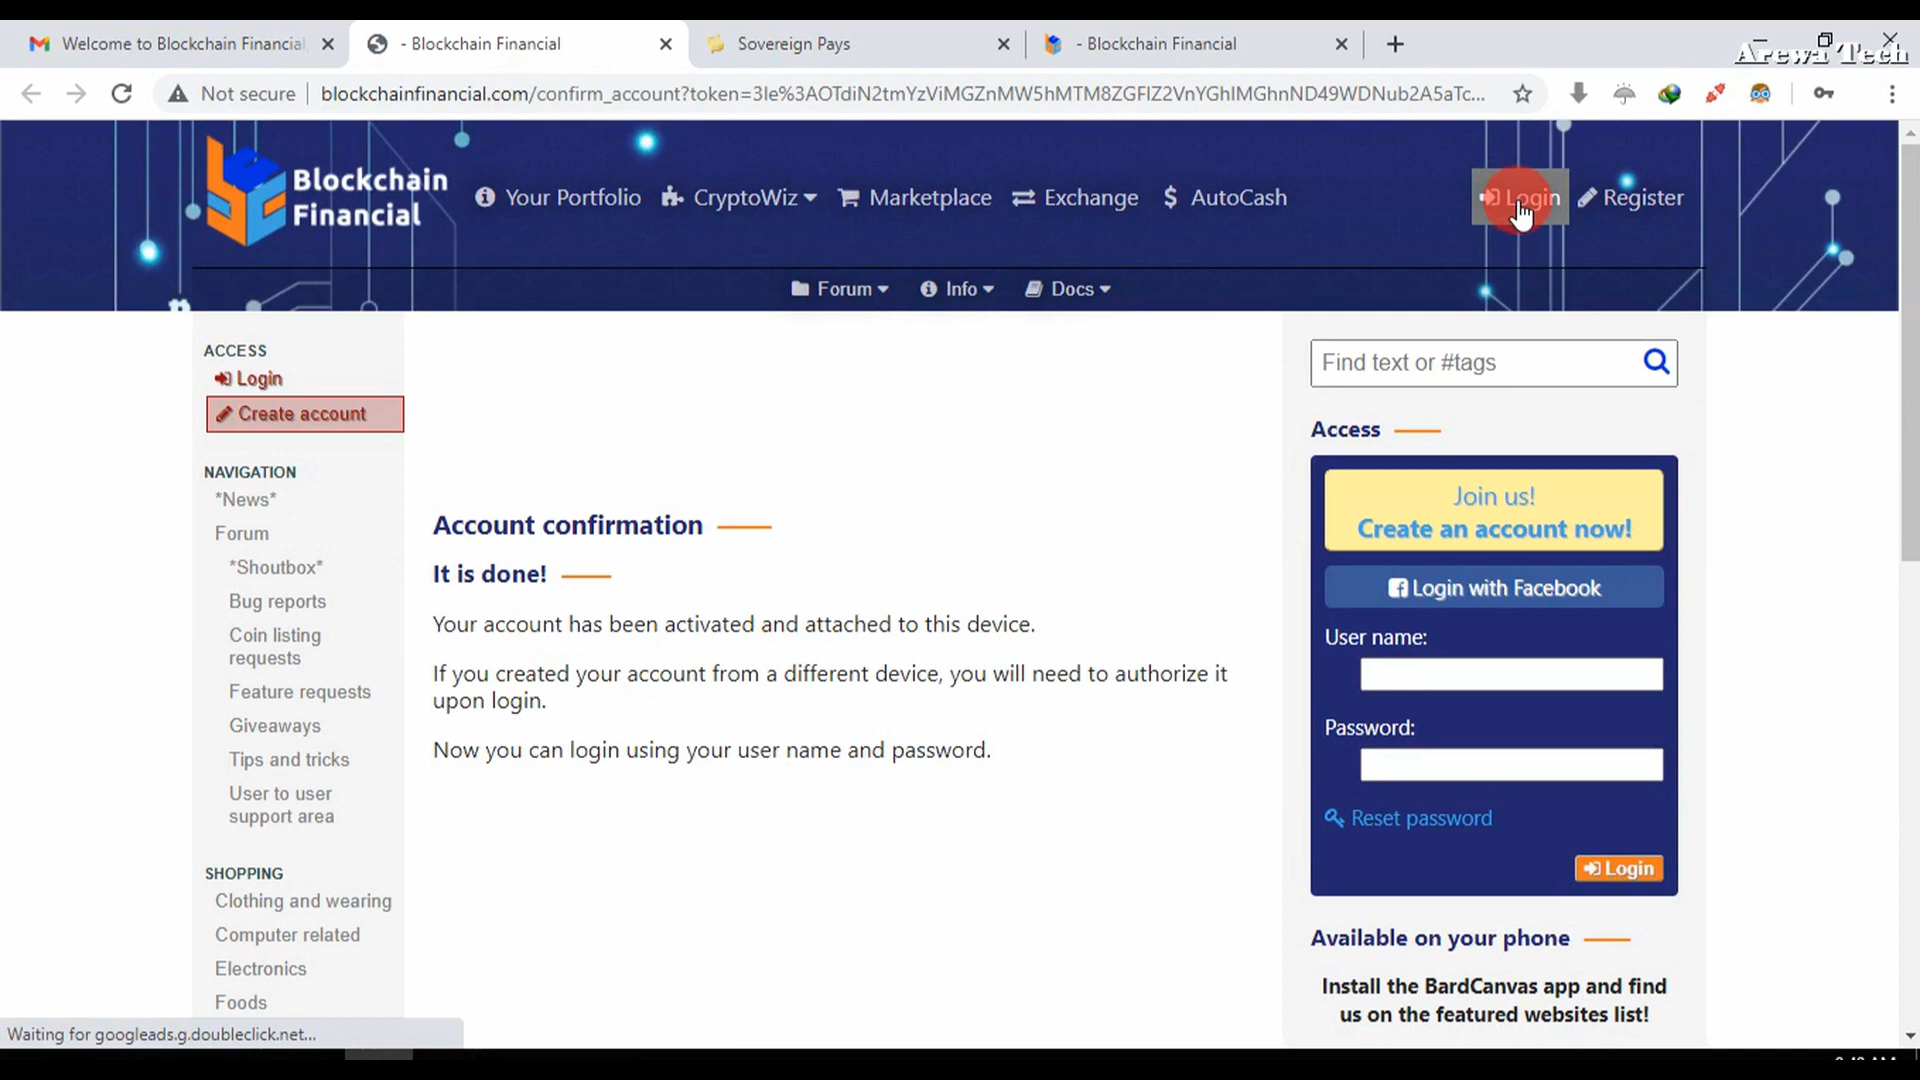 Welcome to Blockchain Financial
- Blockchain Financial
Sovereign Pays
- Blockchain Financial
Arewa Tech
Not secure
blockchainfinancial.com/confirm_account?token=3Ie%3AOTdiN2tmYzViMGZnMW5hMTM8ZGFlZ2VnYGhIMGhnND49WDNub2A5aTc...
Blockchain
Financial
Your Portfolio
CryptoWiz
Marketplace
Exchange
AutoCash
Login
Register
Forum
Info
Docs
ACCESS
Login
Create account
NAVIGATION
*News*
Forum
*Shoutbox*
Bug reports
Coin listing
requests
Feature requests
Giveaways
Tips and tricks
User to user
support area
SHOPPING
Clothing and wearing
Computer related
Electronics
Foods
Account confirmation
It is done!
Your account has been activated and attached to this device.
If you created your account from a different device, you will need to authorize it
upon login.
Now you can login using your user name and password.
Find text or #tags
Access
Join us!
Create an account now!
Login with Facebook
User name:
Password:
Reset password
Login
Available on your phone
Install the BardCanvas app and find
us on the featured websites list!
Waiting for googleads.g.doubleclick.net...